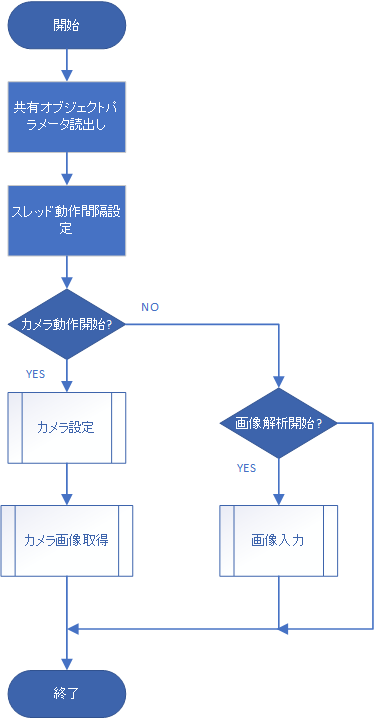 開始
共有オブジェクトパ
ラメータ読出し
スレッド動作間隔設
定
カメラ動作開始?
NO
YES
カメラ設定
画像解析開始?
YES
カメラ画像取得
画像入力
終了